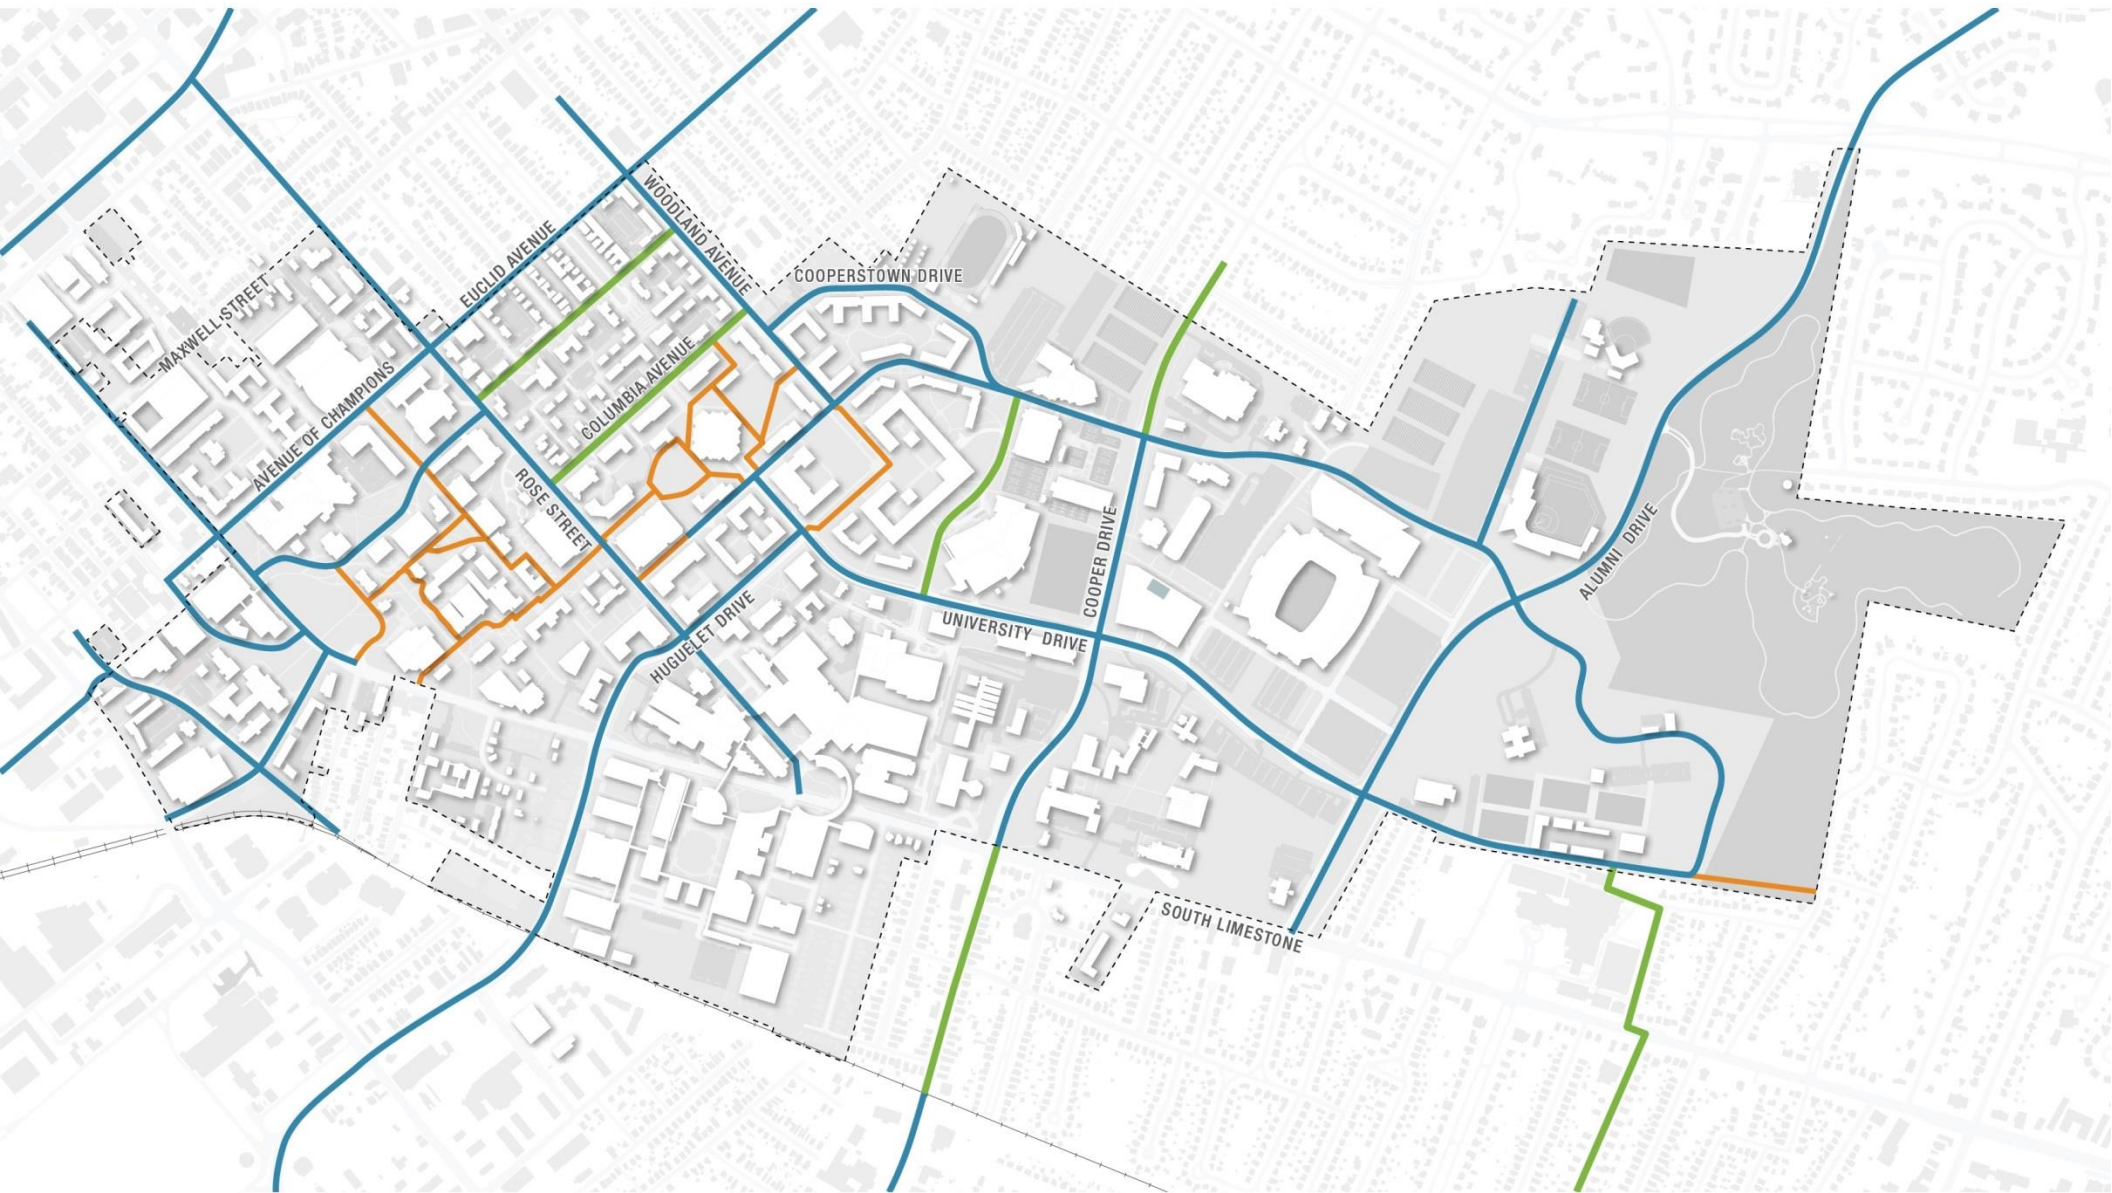 WOODLAND AVENUE
EUCLID AVENUE
COOPERSTOWN DRIVE
MAXWELL STREET
COLUMBIA AVENUE
AVENUE OF CHAMPIONS
ROSE STREET
COOPER DRIVE
ALUMNI DRIVE
HUGUELET DRIVE
UNIVERSITY DRIVE
SOUTH LIMESTONE